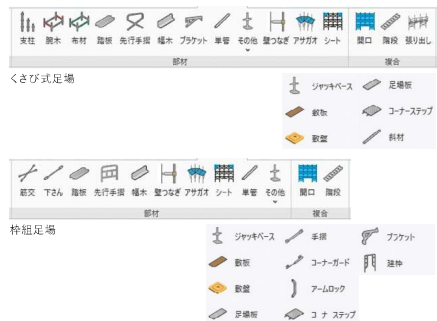 支柱 腕木 布材 踏板 先行手摺 幅木 ブラケット 単管 その他 壁つなぎ アサガオ シート 開口 階段 張り出し
部材 複合
くさび式足場
ジャッキベース 足場板
敷板 コーナーステップ
敷盤 斜材
筋交 下さん 踏板 先行手摺 幅木 壁つなぎ アサガオ シート 単管 その他 開口 階段
部材 複合
枠組足場
ジャッキベース 手摺 ブラケット
敷板 コーナーガード 建枠
敷盤 アームロック
足場板 コーナーステップ